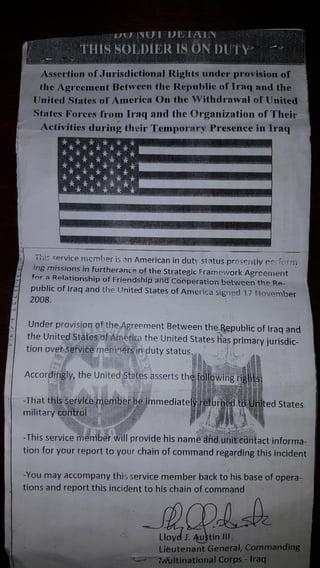 DO NOT DETAIN
THIS SOLDIER IS ON DUTY
Assertion of Jurisdictional Rights under provision of
the Agreement Between the Republic of Iraq and the
United States of America On the Withdrawal of United
States Forces from Iraq and the Organization of Their
Activities during their Temporary Presence in Iraq
This service member is an American in duty status presently perform
ing missions in furtherance of the Strategic Framework Agreement
for a Relationship of Friendship and Cooperation between the Re-
public of Iraq and the United States of America signed 17 November
2008.
Under provision of the Agreement Between the Republic of Iraq and
the United States of America the United States has primary jurisdic-
tion over service members in duty status.
Accordingly, the United States asserts the following rights:
-That this service member be immediately returned to United States
military control
-This service member will provide his name and unit contact informa-
tion for your report to your chain of command regarding this incident
-You may accompany this service member back to his base of opera-
tions and report this incident to his chain of command
Lloyd J. Austin III
Lieutenant General, Commanding
Multinational Corps - Iraq